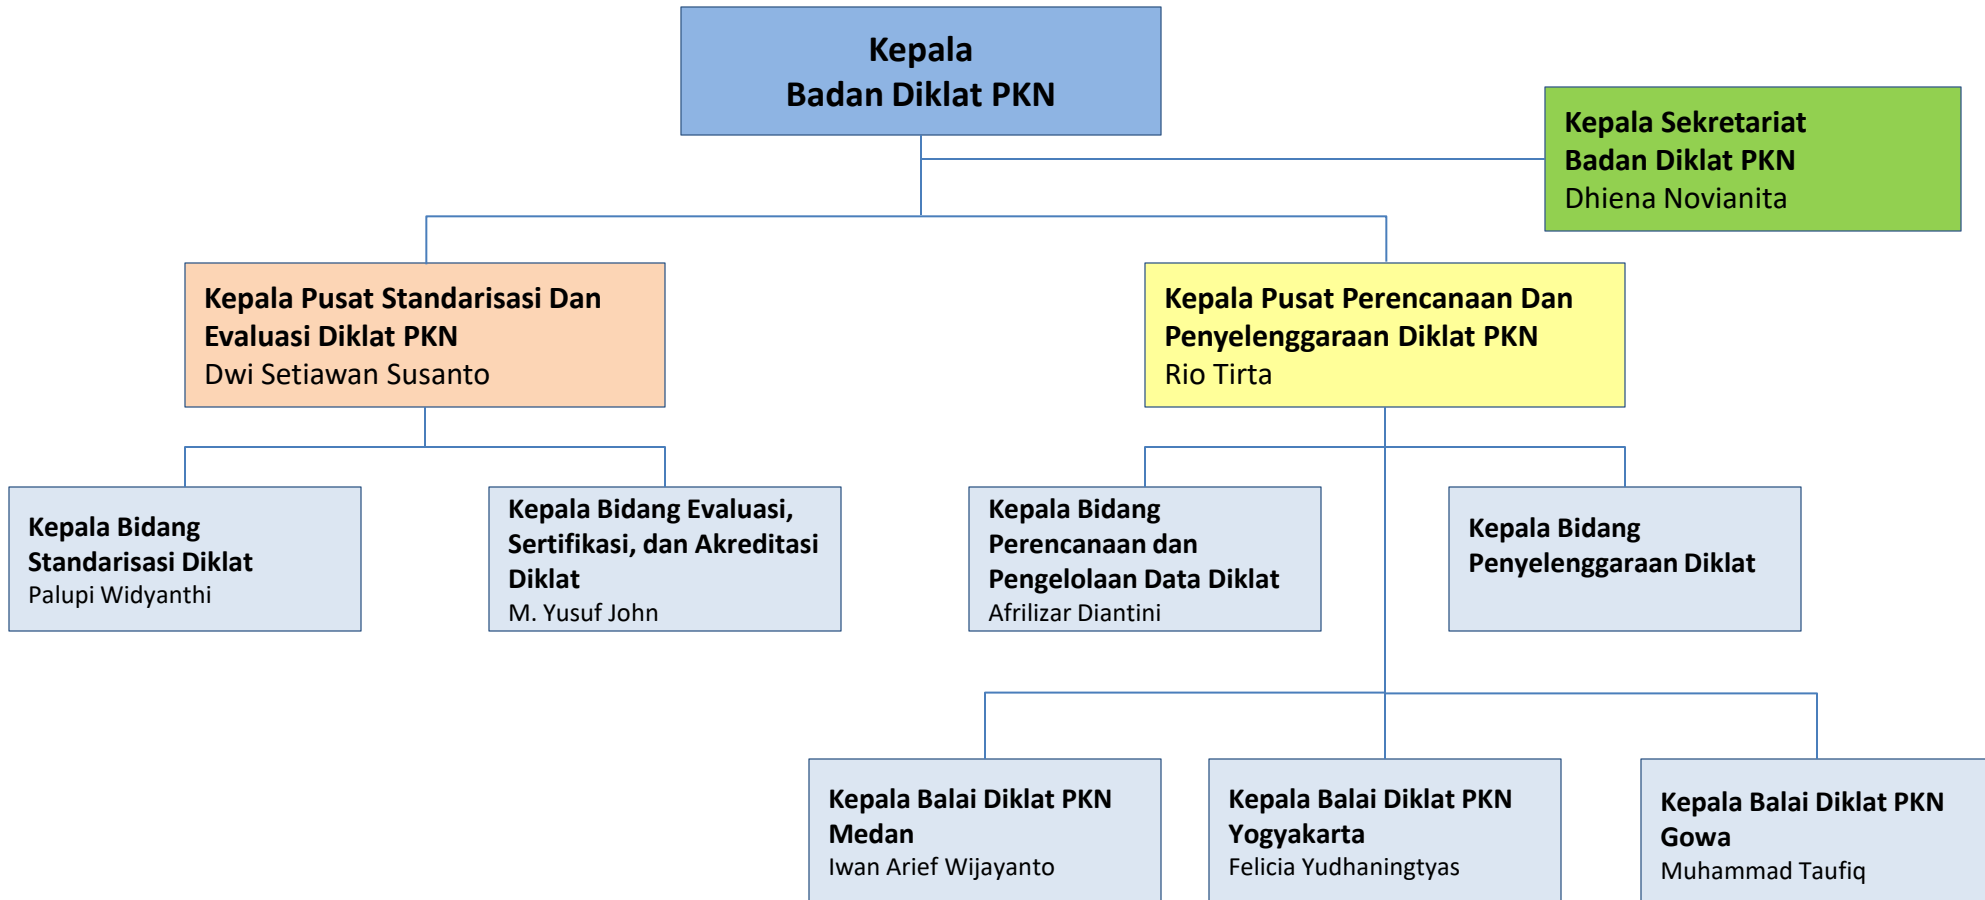 Kepala
Badan Diklat PKN
Kepala Sekretariat
Badan Diklat PKN
Dhiena Novianita
Kepala Pusat Standarisasi Dan
Evaluasi Diklat PKN
Dwi Setiawan Susanto
Kepala Pusat Perencanaan Dan
Penyelenggaraan Diklat PKN
Rio Tirta
Kepala Bidang
Standarisasi Diklat
Palupi Widyanthi
Kepala Bidang Evaluasi,
Sertifikasi, dan Akreditasi
Diklat
M. Yusuf John
Kepala Bidang
Perencanaan dan
Pengelolaan Data Diklat
Afrilizar Diantini
Kepala Bidang
Penyelenggaraan Diklat
Kepala Balai Diklat PKN
Medan
Iwan Arief Wijayanto
Kepala Balai Diklat PKN
Yogyakarta
Felicia Yudhaningtyas
Kepala Balai Diklat PKN
Gowa
Muhammad Taufiq